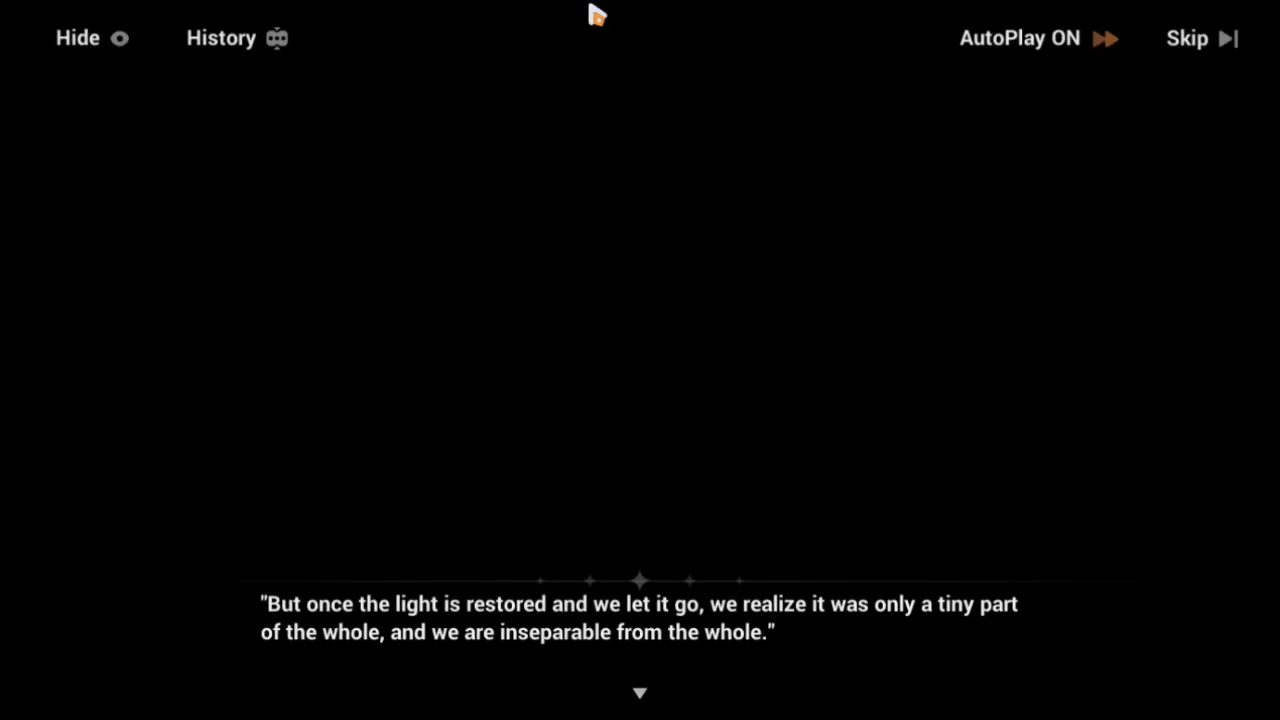 Hide
History
AutoPlay ON
Skip
"But once the light is restored and we let it go, we realize it was only a tiny part
of the whole, and we are inseparable from the whole."